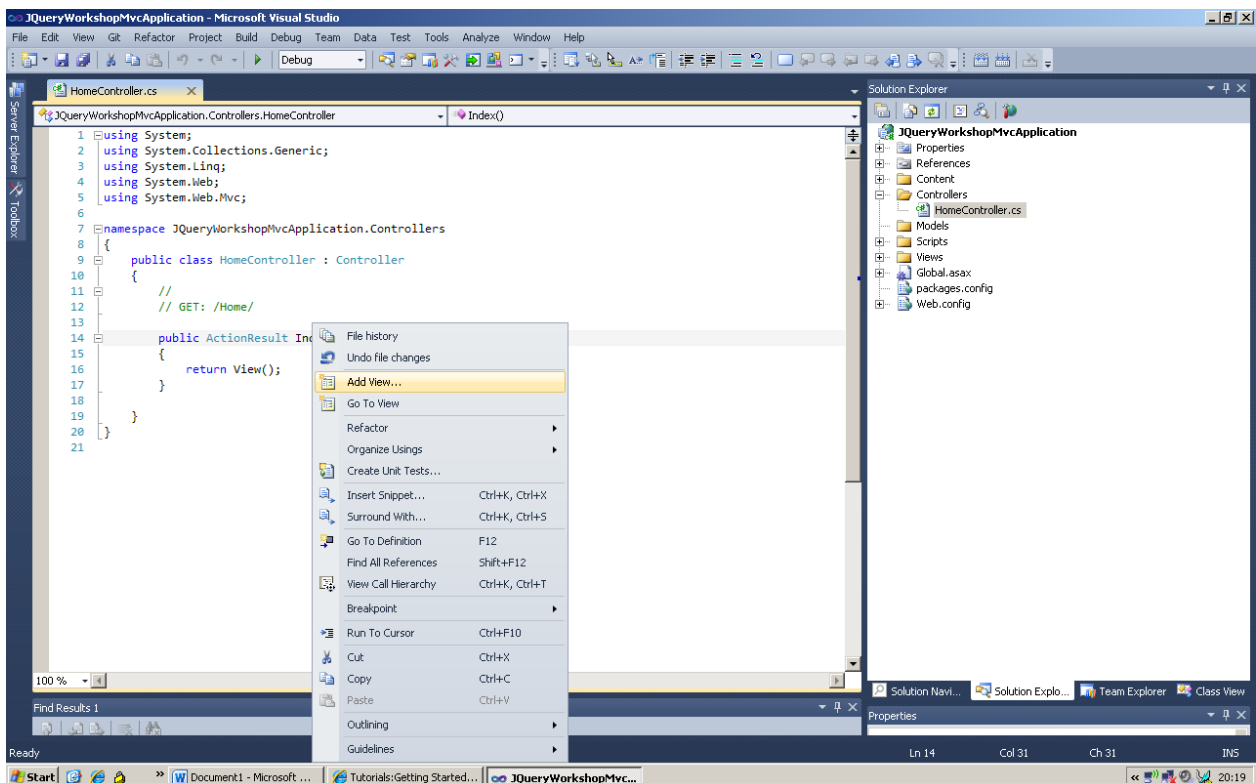 JQueryWorkshopMvcApplication - Microsoft Visual Studio
File Edit View Git Refactor Project Build Debug Team Data Test Tools Analyze Window Help
Debug
HomeController.cs X
JQueryWorkshopMvcApplication.Controllers.HomeController Index()
Server Explorer
Toolbox
1 using System;
2 using System.Collections.Generic;
3 using System.Linq;
4 using System.Web;
5 using System.Web.Mvc;
6
7 namespace JQueryWorkshopMvcApplication.Controllers
8 {
9 public class HomeController : Controller
10 {
11 //
12 // GET: /Home/
13
14 public ActionResult Ind
15 {
16 return View();
17 }
18
19 }
20 }
21
File history
Undo file changes
Add View...
Go To View
Refactor
Organize Usings
Create Unit Tests...
Insert Snippet... Ctrl+K, Ctrl+X
Surround With... Ctrl+K, Ctrl+S
Go To Definition F12
Find All References Shift+F12
View Call Hierarchy Ctrl+K, Ctrl+T
Breakpoint
Run To Cursor Ctrl+F10
Cut Ctrl+X
Copy Ctrl+C
Paste Ctrl+V
Outlining
Guidelines
Solution Explorer
JQueryWorkshopMvcApplication
Properties
References
Content
Controllers
HomeController.cs
Models
Scripts
Views
Global.asax
packages.config
Web.config
100 %
Solution Navi... Solution Explo... Team Explorer Class View
Find Results 1
Properties
Ready Ln 14 Col 31 Ch 31 INS
Start » Document1 - Microsoft ... Tutorials:Getting Started... JQueryWorkshopMvc... « 20:19